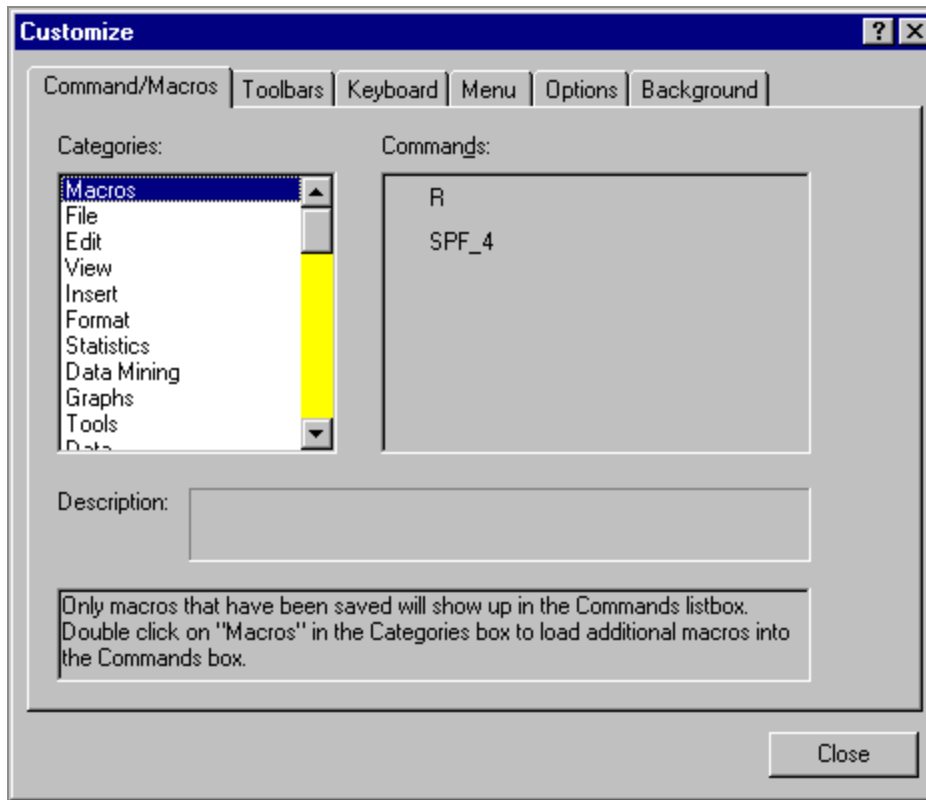 Customize
Command/Macros Toolbars Keyboard Menu Options Background
Categories: Commands:
Macros
File
Edit
View
Insert
Format
Statistics
Data Mining
Graphs
Tools
Data
R
SPF_4
Description:
Only macros that have been saved will show up in the Commands listbox.
Double click on "Macros" in the Categories box to load additional macros into
the Commands box.
Close